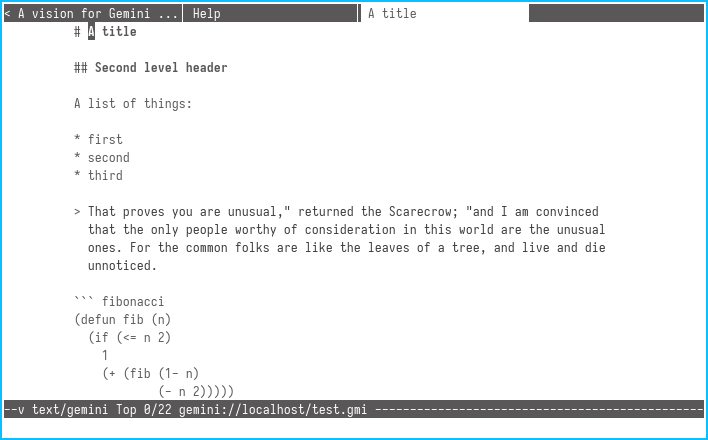 < A vision for Gemini ... Help A title
# A title
## Second level header
A list of things:
* first
* second
* third
> That proves you are unusual," returned the Scarecrow; "and I am convinced
that the only people worthy of consideration in this world are the unusual
ones. For the common folks are like the leaves of a tree, and live and die
unnoticed.
``` fibonacci
(defun fib (n)
  (if (<= n 2)
    1
    (+ (fib (1- n)
            (- n 2)))))
--v text/gemini Top 0/22 gemini://localhost/test.gmi -----------------------------------------------